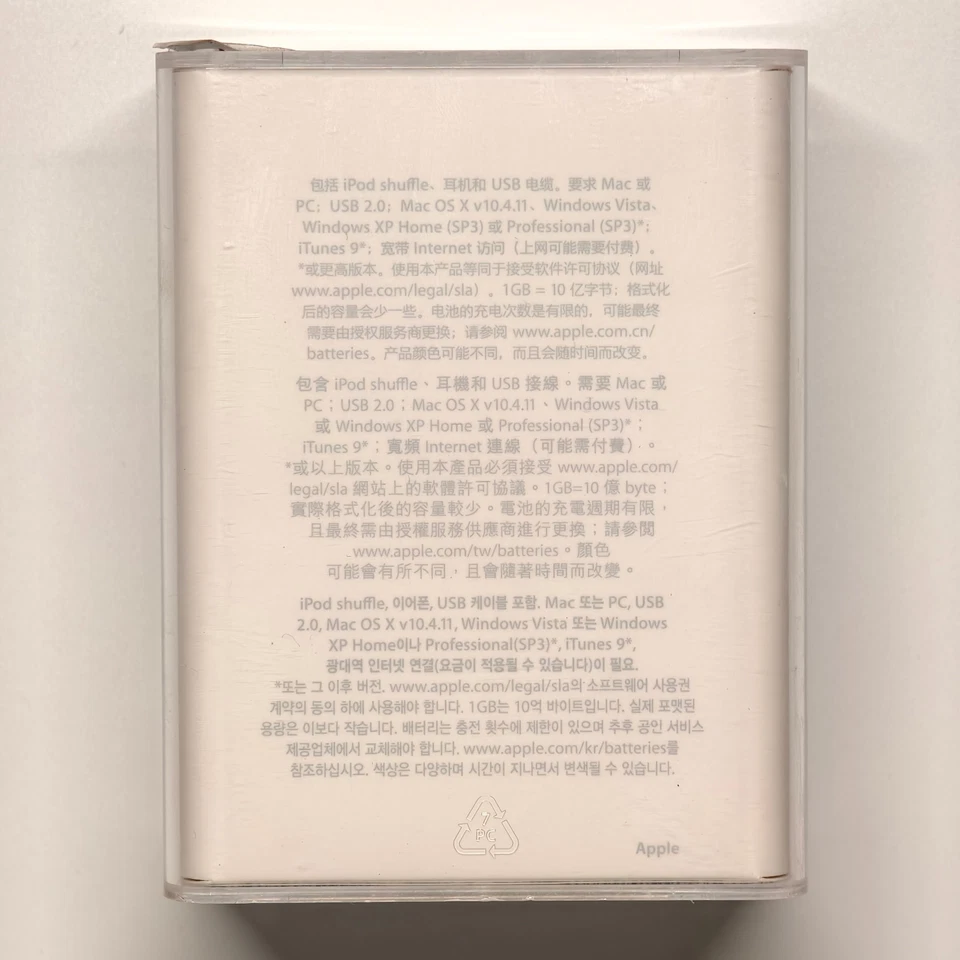 包括 iPod shuffle、耳机和 USB 电缆。要求 Mac 或
PC；USB 2.0；Mac OS X v10.4.11、Windows Vista、
Windows XP Home (SP3) 或 Professional (SP3)*；
iTunes 9*；宽带 Internet 访问（上网可能需要付费）。
*或更高版本。使用本产品等同于接受软件许可协议（网址
www.apple.com/legal/sla）。1GB = 10 亿字节；格式化
后的容量会少一些。电池的充电次数是有限的，可能最终
需要由授权服务商更换；请参阅 www.apple.com.cn/
batteries。产品颜色可能不同，而且会随时间而改变。
包含 iPod shuffle、耳機和 USB 接線。需要 Mac 或
PC；USB 2.0；Mac OS X v10.4.11、Windows Vista
或 Windows XP Home 或 Professional (SP3)*；
iTunes 9*；寬頻 Internet 連線（可能需付費）。
*或以上版本。使用本產品必須接受 www.apple.com/
legal/sla 網站上的軟體許可協議。1GB=10 億 byte；
實際格式化後的容量較少。電池的充電週期有限，
且最終需由授權服務供應商進行更換；請參閱
www.apple.com/tw/batteries。顏色
可能會有所不同，且會隨著時間而改變。
iPod shuffle, 이어폰, USB 케이블 포함. Mac 또는 PC, USB
2.0, Mac OS X v10.4.11, Windows Vista 또는 Windows
XP Home이나 Professional(SP3)*, iTunes 9*,
광대역 인터넷 연결(요금이 적용될 수 있습니다)이 필요.
*또는 그 이후 버전. www.apple.com/legal/sla의 소프트웨어 사용권
계약의 동의 하에 사용해야 합니다. 1GB는 10억 바이트입니다. 실제 포맷된
용량은 이보다 작습니다. 배터리는 충전 횟수에 제한이 있으며 추후 공인 서비스
제공업체에서 교체해야 합니다. www.apple.com/kr/batteries를
참조하십시오. 색상은 다양하며 시간이 지나면서 변색될 수 있습니다.
7
PC
Apple